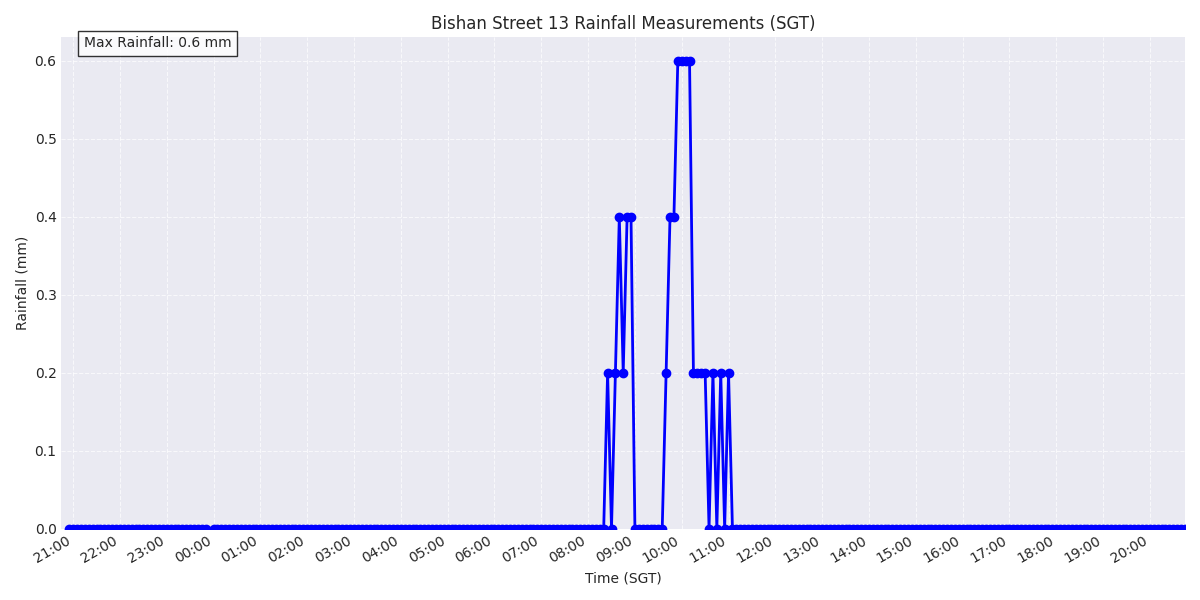 Bishan Street 13 Rainfall Measurements (SGT)
Max Rainfall: 0.6 mm
0.6
0.5
0.4
0.3
0.2
0.1
0.0
Rainfall (mm)
21:00 22:00 23:00 00:00 01:00 02:00 03:00 04:00 05:00 06:00 07:00 08:00 09:00 10:00 11:00 12:00 13:00 14:00 15:00 16:00 17:00 18:00 19:00 20:00
Time (SGT)